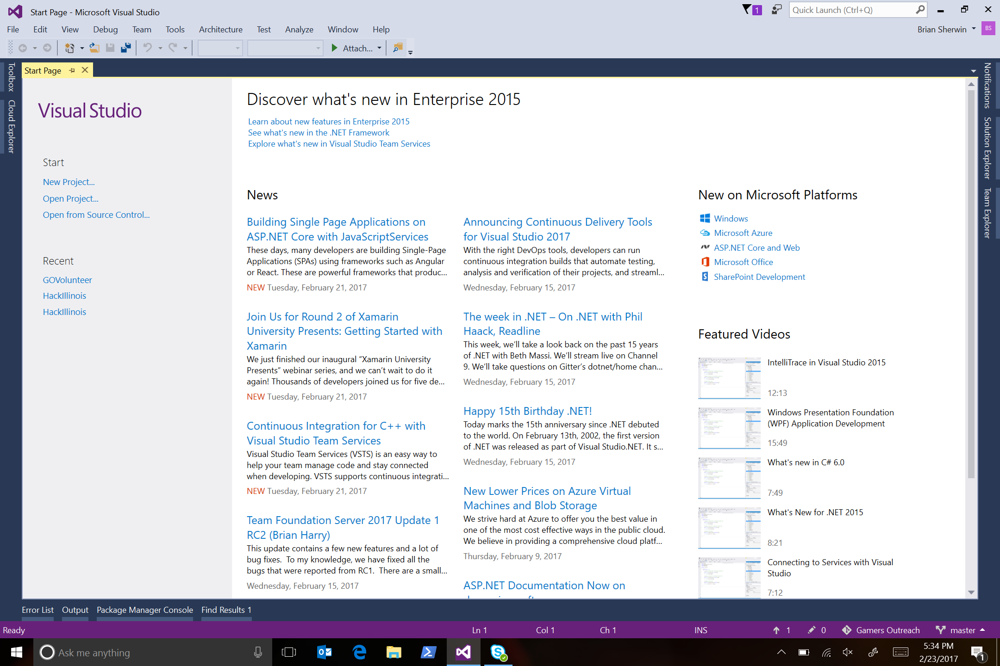 Start Page - Microsoft Visual Studio
1
Quick Launch (Ctrl+Q)
File Edit View Debug Team Tools Architecture Test Analyze Window Help
Brian Sherwin
BS
Attach...
Toolbox
Cloud Explorer
Start Page
Notifications
Solution Explorer
Team Explorer
Visual Studio
Start
New Project...
Open Project...
Open from Source Control...
Recent
GOVolunteer
HackIllinois
HackIllinois
Discover what's new in Enterprise 2015
Learn about new features in Enterprise 2015
See what's new in the .NET Framework
Explore what's new in Visual Studio Team Services
News
Building Single Page Applications on
ASP.NET Core with JavaScriptServices
These days, many developers are building Single-Page
Applications (SPAs) using frameworks such as Angular
or React. These are powerful frameworks that produc...
NEW Tuesday, February 21, 2017
Join Us for Round 2 of Xamarin
University Presents: Getting Started with
Xamarin
We just finished our inaugural “Xamarin University
Presents” webinar series, and we can’t wait to do it
again! Thousands of developers joined us for five de...
NEW Tuesday, February 21, 2017
Continuous Integration for C++ with
Visual Studio Team Services
Visual Studio Team Services (VSTS) is an easy way to
help your team manage code and stay connected
when developing. VSTS supports continuous integrati...
NEW Tuesday, February 21, 2017
Team Foundation Server 2017 Update 1
RC2 (Brian Harry)
This update contains a few new features and a lot of
bug fixes.  To my knowledge, we have fixed all the
bugs that were reported from RC1.  There are a small...
Wednesday, February 15, 2017
Announcing Continuous Delivery Tools
for Visual Studio 2017
With the right DevOps tools, developers can run
continuous integration builds that automate testing,
analysis and verification of their projects, and streaml...
Wednesday, February 15, 2017
The week in .NET – On .NET with Phil
Haack, Readline
This week, we’ll take a look back on the past 15 years
of .NET with Beth Massi. We’ll stream live on Channel
9. We’ll take questions on Gitter’s dotnet/home chan...
Wednesday, February 15, 2017
Happy 15th Birthday .NET!
Today marks the 15th anniversary since .NET debuted
to the world. On February 13th, 2002, the first version
of .NET was released as part of Visual Studio.NET. It s...
Wednesday, February 15, 2017
New Lower Prices on Azure Virtual
Machines and Blob Storage
We strive hard at Azure to offer you the best value in
one of the most cost effective ways in the public cloud.
We believe in providing a comprehensive cloud platf...
Thursday, February 9, 2017
ASP.NET Documentation Now on
New on Microsoft Platforms
Windows
Microsoft Azure
ASP.NET Core and Web
Microsoft Office
SharePoint Development
Featured Videos
IntelliTrace in Visual Studio 2015
12:13
Windows Presentation Foundation
(WPF) Application Development
15:49
What's new in C# 6.0
7:49
What's New for .NET 2015
8:21
Connecting to Services with Visual
Studio
7:12
Error List Output Package Manager Console Find Results 1
Ready Ln 1 Col 1 Ch 1 INS 1 0 Gamers Outreach master
Ask me anything
5:34 PM
2/23/2017
1